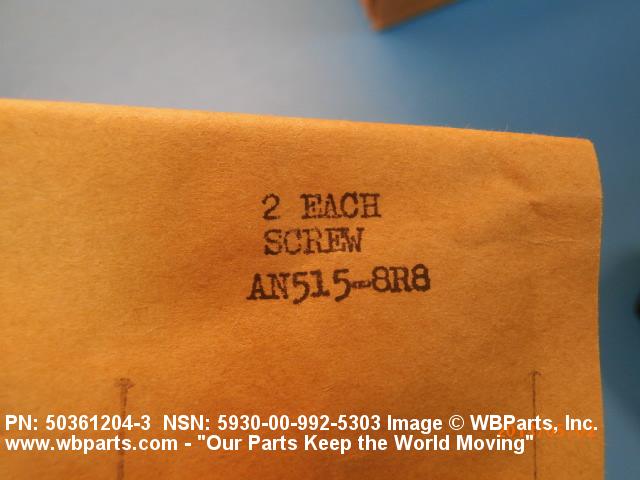 2 EACH
SCREW
AN515-8R8
PN: 50361204-3 NSN: 5930-00-992-5303 Image © WBParts, Inc.
www.wbparts.com - "Our Parts Keep the World Moving"